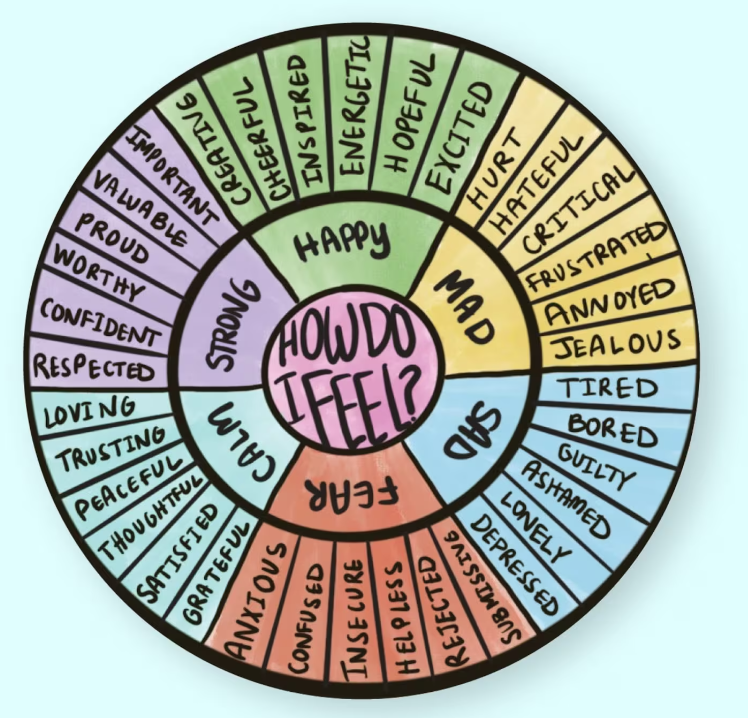 HOW DO
I FEEL?
HAPPY
CREATIVE
CHEERFUL
INSPIRED
ENERGETIC
HOPEFUL
EXCITED
MAD
HURT
HATEFUL
CRITICAL
FRUSTRATED
ANNOYED
JEALOUS
SAD
TIRED
BORED
GUILTY
ASHAMED
LONELY
DEPRESSED
FEAR
SUBMISSIVE
REJECTED
HELPLESS
INSECURE
CONFUSED
ANXIOUS
CALM
GRATEFUL
SATISFIED
THOUGHTFUL
PEACEFUL
TRUSTING
LOVING
STRONG
RESPECTED
CONFIDENT
WORTHY
PROUD
VALUABLE
IMPORTANT